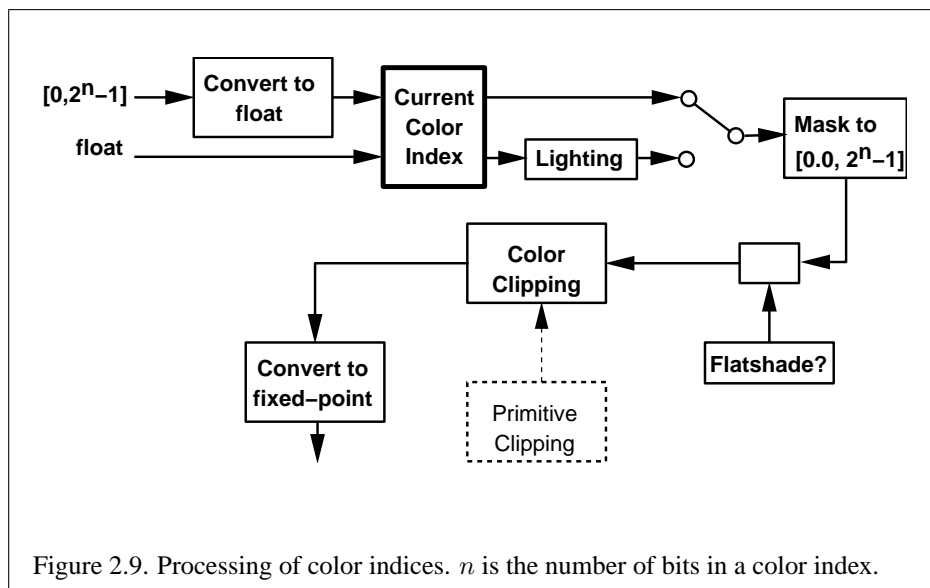 [0,2ⁿ−1]
Convert to
float
float
Current
Color
Index
Lighting
Mask to
[0.0, 2ⁿ−1]
Color
Clipping
Flatshade?
Convert to
fixed−point
Primitive
Clipping
Figure 2.9. Processing of color indices. n is the number of bits in a color index.